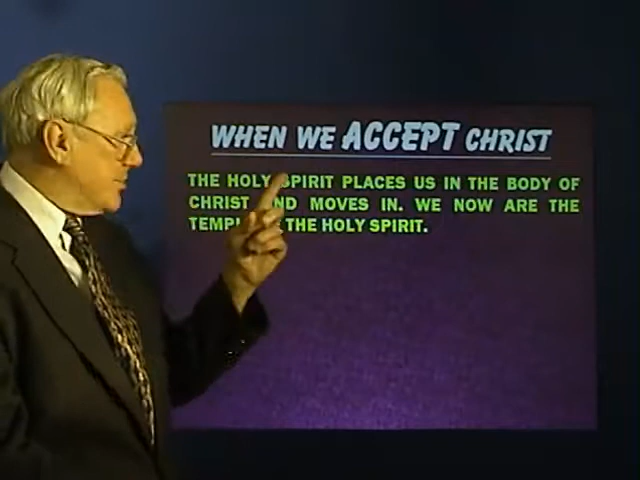 WHEN WE ACCEPT CHRIST
THE HOLY SPIRIT PLACES US IN THE BODY OF
CHRIST AND MOVES IN. WE NOW ARE THE
THE HOLY SPIRIT.